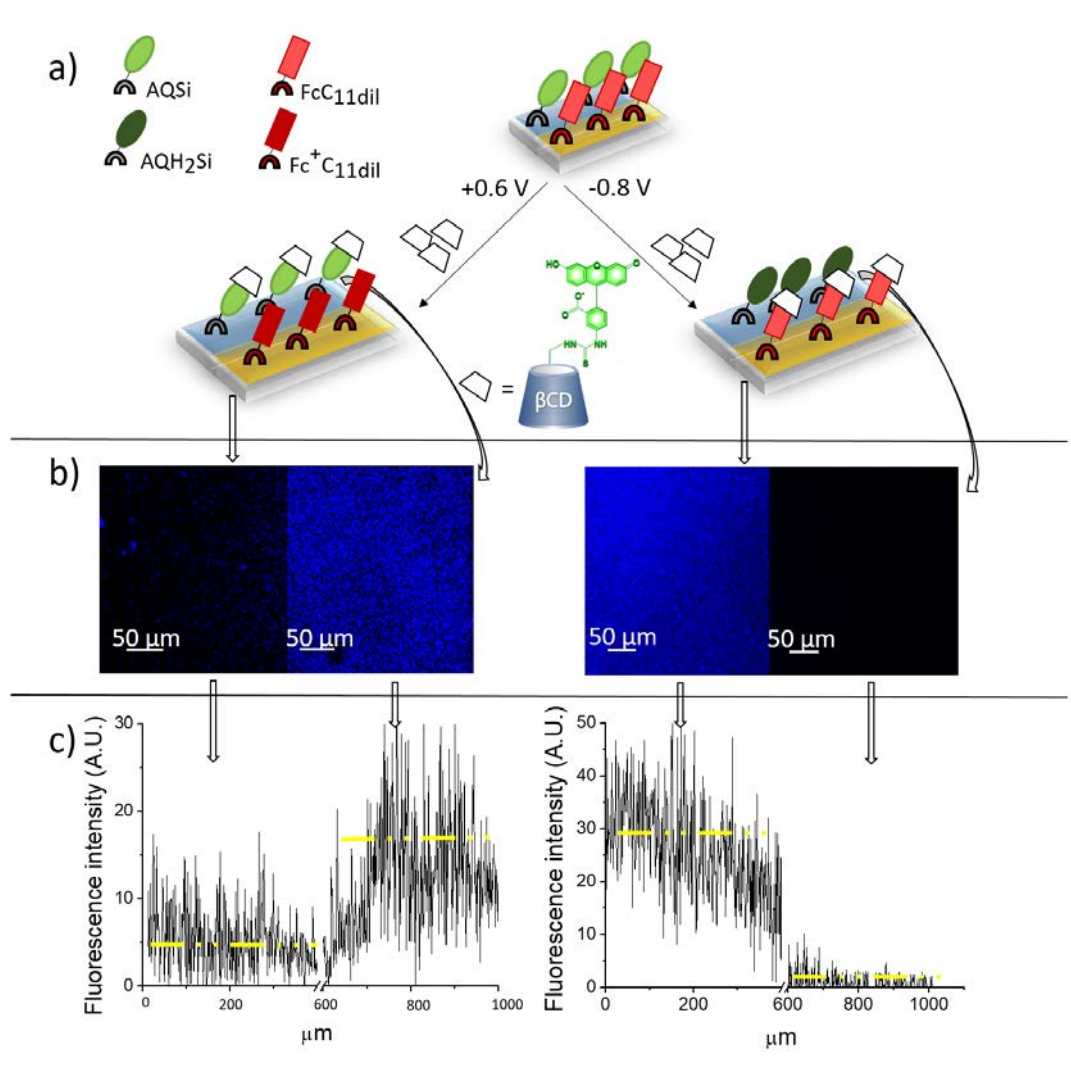 a)
AQSi
FcC11dil
AQH2Si
Fc+C11dil
+0.6 V
-0.8 V
HO
O
O
O-
O
HN
NH
S
=
βCD
b)
50 µm
50 µm
50 µm
50 µm
c)
Fluorescence intensity (A.U.)
30
20
10
0
0
200
600
800
1000
µm
Fluorescence intensity (A.U.)
50
40
30
20
10
0
0
200
600
800
1000
µm